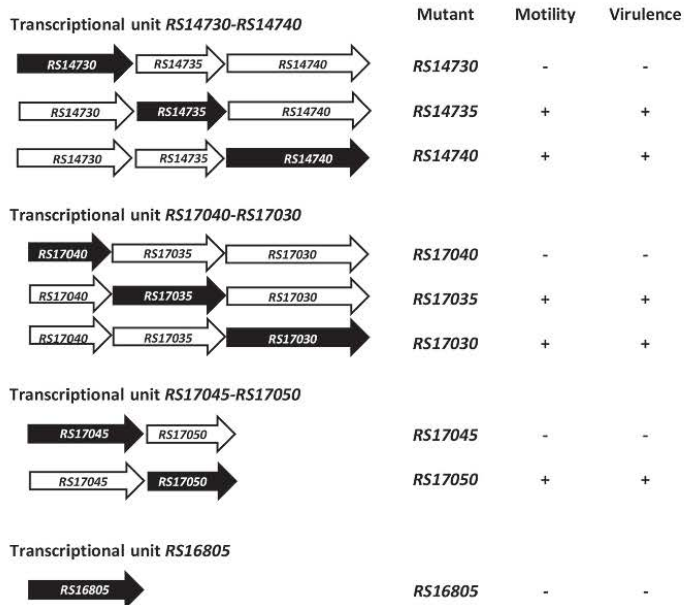 Mutant Motility Virulence
Transcriptional unit RS14730-RS14740
RS14730 RS14735 RS14740 RS14730 - -
RS14730 RS14735 RS14740 RS14735 + +
RS14730 RS14735 RS14740 RS14740 + +
Transcriptional unit RS17040-RS17030
RS17040 RS17035 RS17030 RS17040 - -
RS17040 RS17035 RS17030 RS17035 + +
RS17040 RS17035 RS17030 RS17030 + +
Transcriptional unit RS17045-RS17050
RS17045 RS17050 RS17045 - -
RS17045 RS17050 RS17050 + +
Transcriptional unit RS16805
RS16805 RS16805 - -